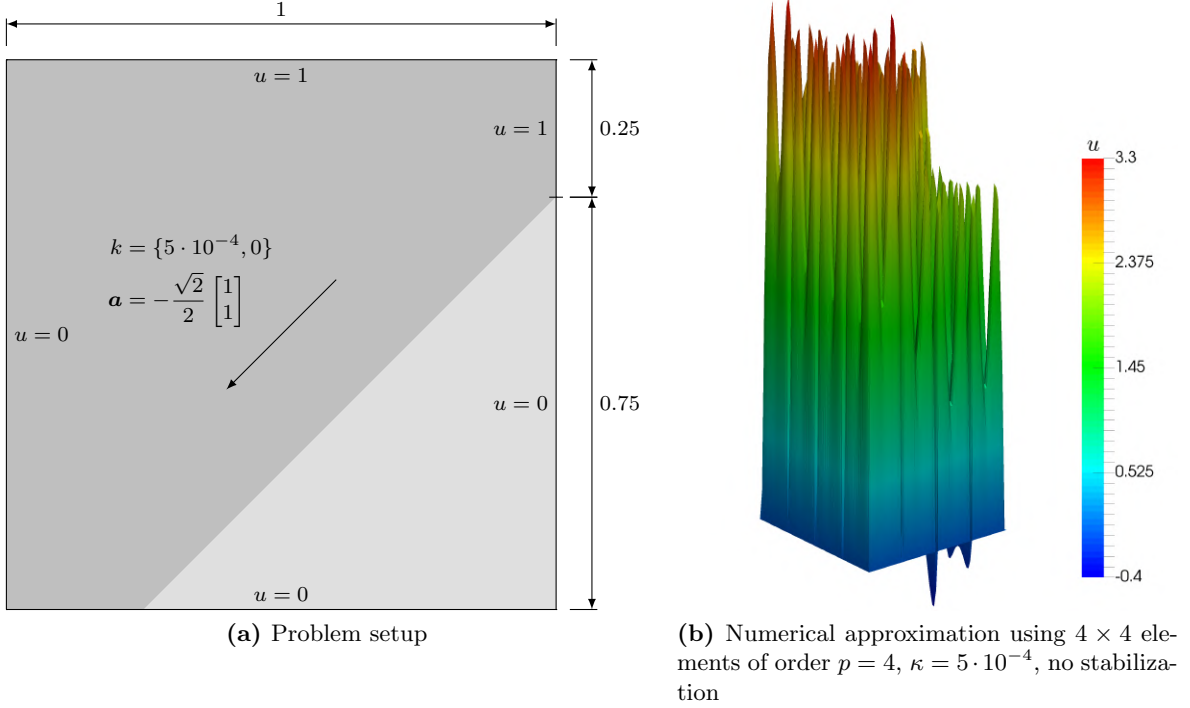 1
u = 1
u = 1
0.25
k = {5 · 10⁻⁴, 0}
a = −√2/2 [1 1]
u = 0
u = 0
0.75
u = 0
(a) Problem setup
u
3.3
2.375
1.45
0.525
-0.4
(b) Numerical approximation using 4 × 4 ele-
ments of order p = 4, κ = 5 · 10⁻⁴, no stabiliza-
tion